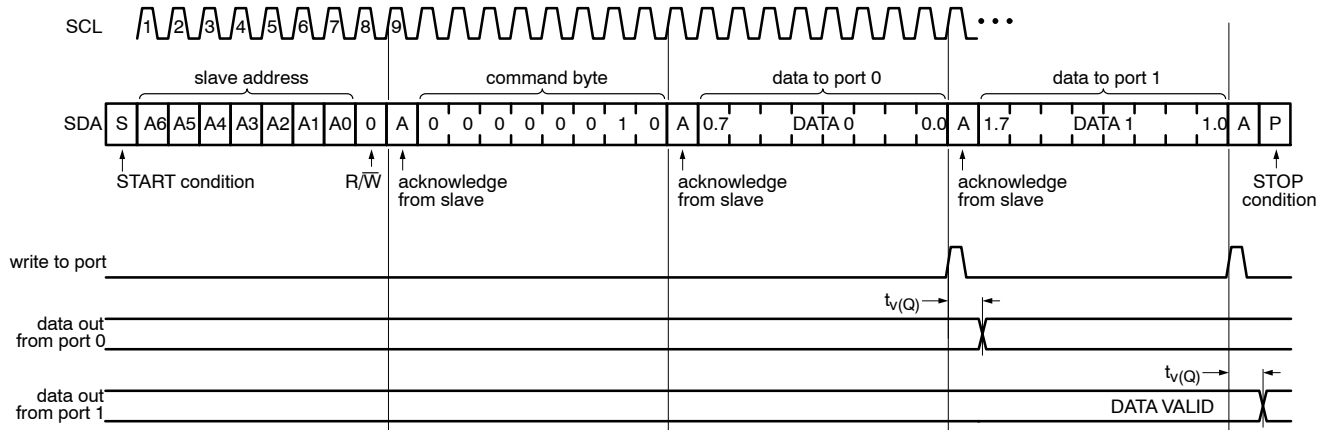 SCL 1 2 3 4 5 6 7 8 9 •••
slave address command byte data to port 0 data to port 1
SDA S A6 A5 A4 A3 A2 A1 A0 0 A 0 0 0 0 0 0 1 0 A 0.7 DATA 0 0.0 A 1.7 DATA 1 1.0 A P
START condition R/W̅ acknowledge acknowledge acknowledge STOP
from slave from slave from slave condition
write to port
tv(Q)
data out
from port 0
tv(Q)
data out
from port 1 DATA VALID